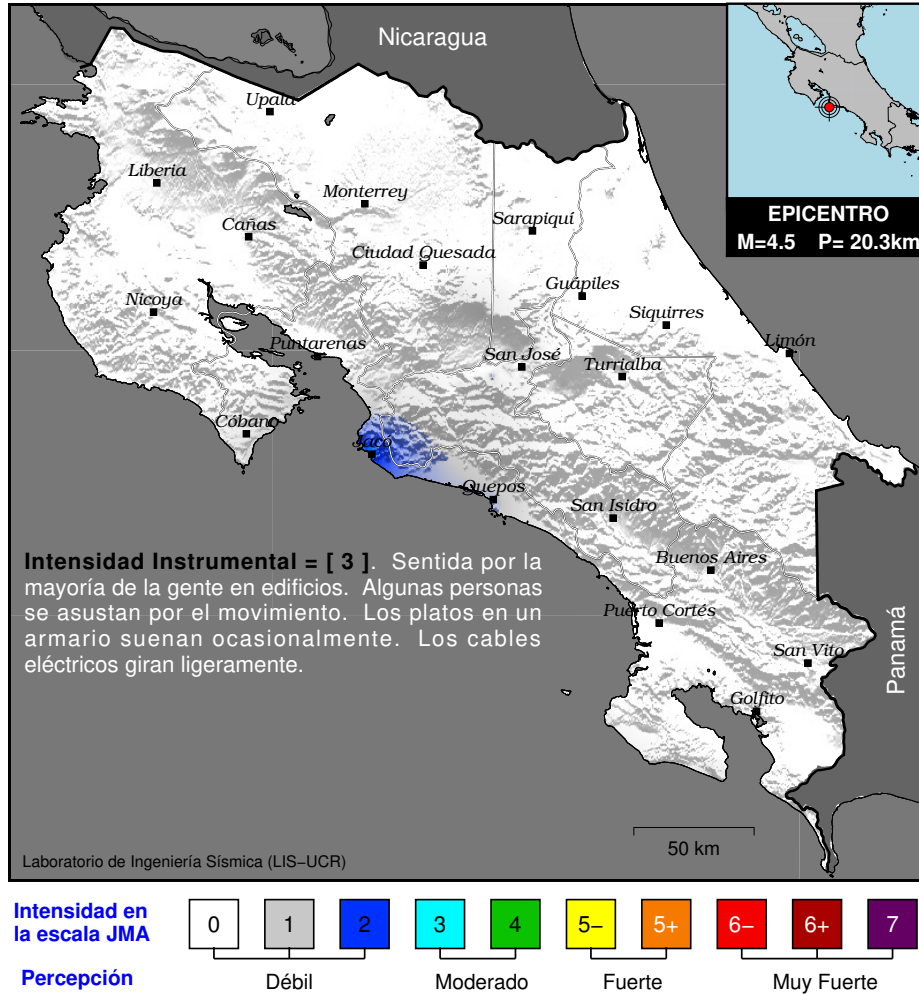 Nicaragua
Upala
Liberia
Monterrey
Cañas
Sarapiquí
Ciudad Quesada
EPICENTRO
M=4.5 P= 20.3km
Guápiles
Nicoya
Siquirres
Puntarenas
San José
Limón
Turrialba
Cóbano
Jacó
Quepos
San Isidro
Intensidad Instrumental = [ 3 ]. Sentida por la
mayoría de la gente en edificios. Algunas personas
se asustan por el movimiento. Los platos en un
armario suenan ocasionalmente. Los cables
eléctricos giran ligeramente.
Buenos Aires
Puerto Cortés
San Vito
Panamá
Golfito
50 km
Laboratorio de Ingeniería Sísmica (LIS−UCR)
Intensidad en
la escala JMA
0 1 2 3 4 5− 5+ 6− 6+ 7
Percepción
Débil Moderado Fuerte Muy Fuerte